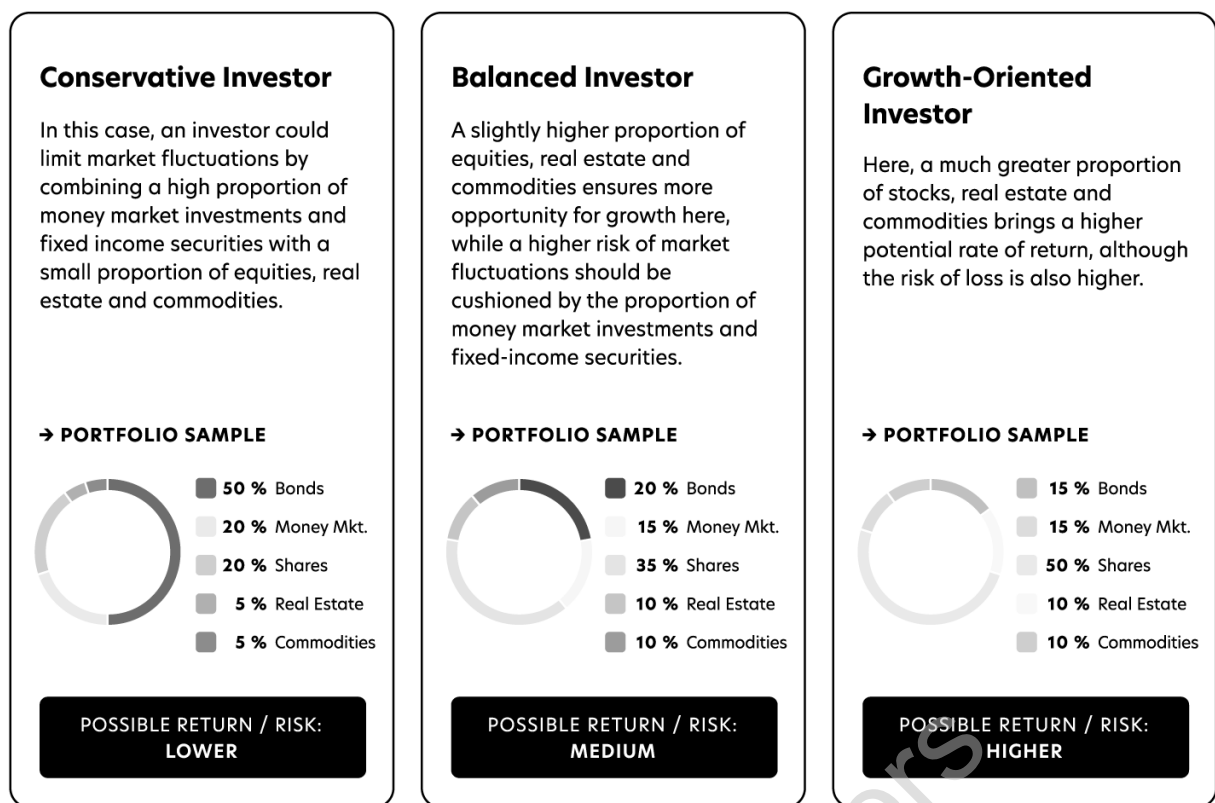 Conservative Investor
In this case, an investor could
limit market fluctuations by
combining a high proportion of
money market investments and
fixed income securities with a
small proportion of equities, real
estate and commodities.
→ PORTFOLIO SAMPLE
50 % Bonds
20 % Money Mkt.
20 % Shares
5 % Real Estate
5 % Commodities
POSSIBLE RETURN / RISK:
LOWER
Balanced Investor
A slightly higher proportion of
equities, real estate and
commodities ensures more
opportunity for growth here,
while a higher risk of market
fluctuations should be
cushioned by the proportion of
money market investments and
fixed-income securities.
→ PORTFOLIO SAMPLE
20 % Bonds
15 % Money Mkt.
35 % Shares
10 % Real Estate
10 % Commodities
POSSIBLE RETURN / RISK:
MEDIUM
Growth-Oriented
Investor
Here, a much greater proportion
of stocks, real estate and
commodities brings a higher
potential rate of return, although
the risk of loss is also higher.
→ PORTFOLIO SAMPLE
15 % Bonds
15 % Money Mkt.
50 % Shares
10 % Real Estate
10 % Commodities
POSSIBLE RETURN / RISK:
HIGHER